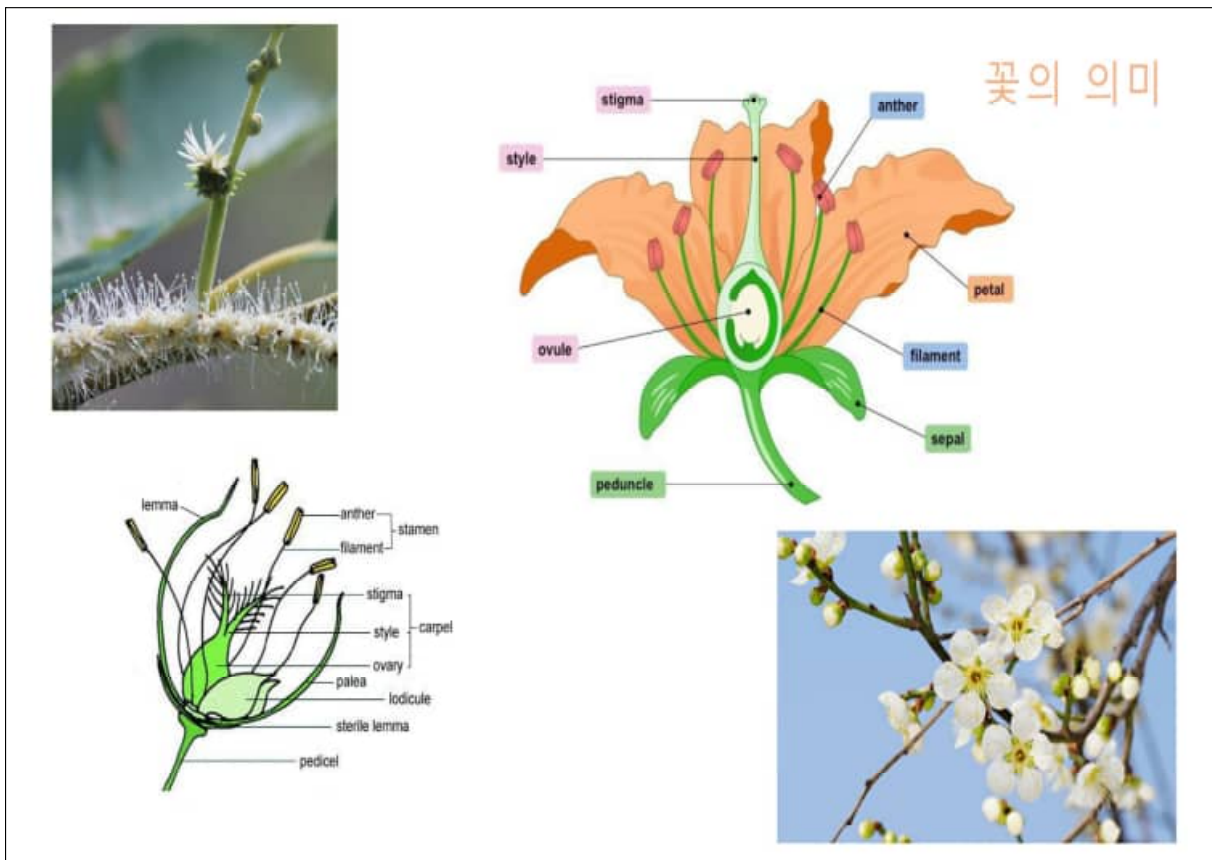 꽃의 의미
stigma
anther
style
petal
ovule
filament
sepal
peduncle
lemma
anther
stamen
filament
stigma
style
carpel
ovary
palea
lodicule
sterile lemma
pedicel